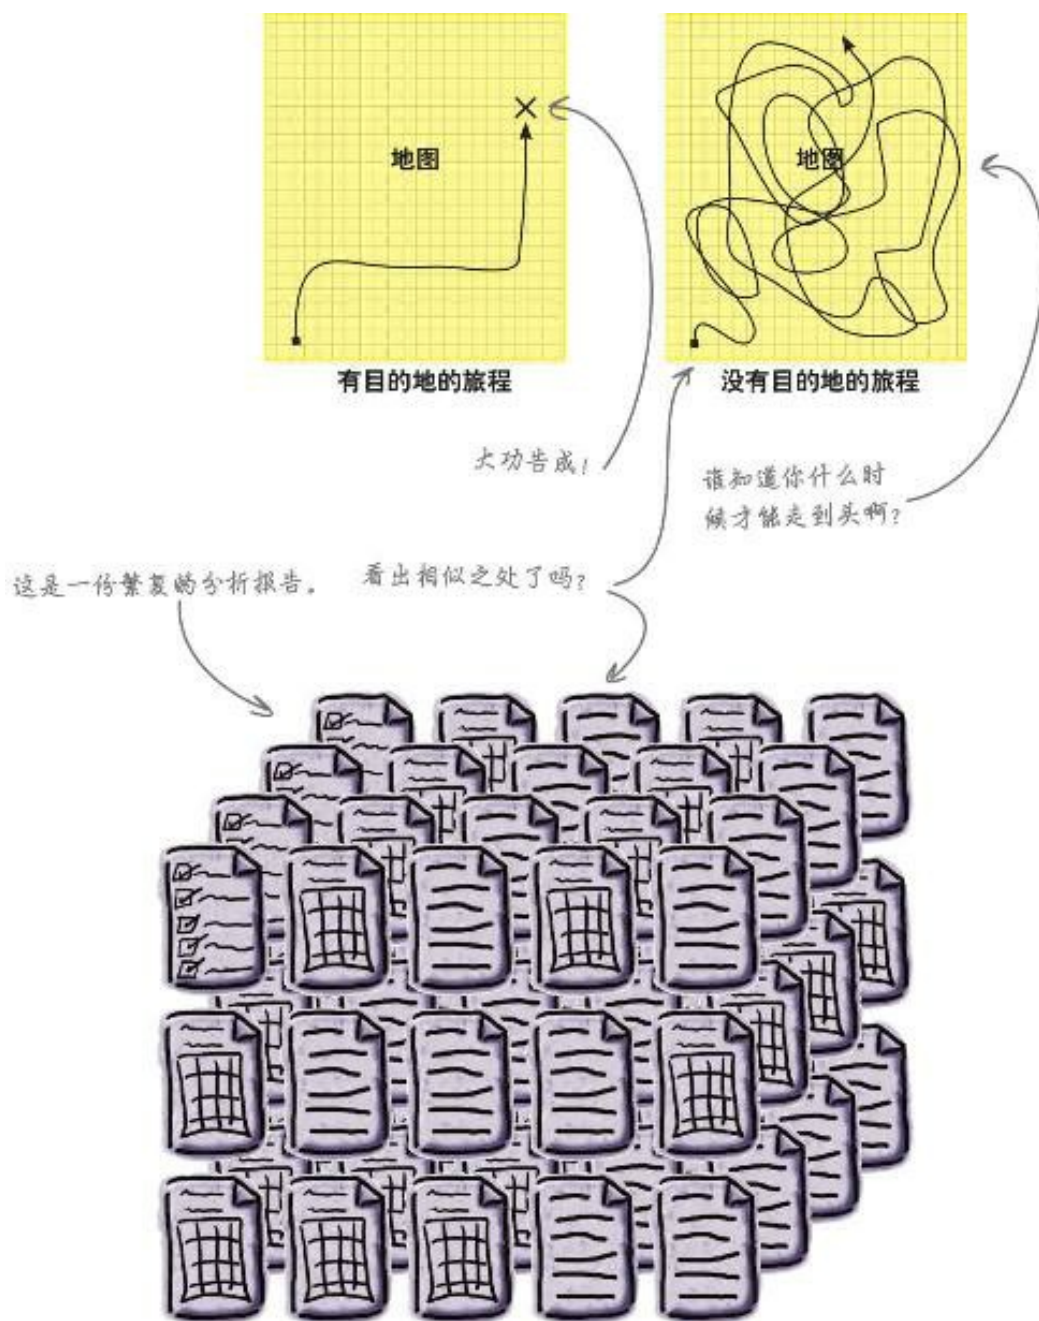 地图
地图
有目的地的旅程
没有目的地的旅程
大功告成!
谁知道你什么时
候才能走到头啊?
这是一份繁复的分析报告。
看出相似之处了吗?